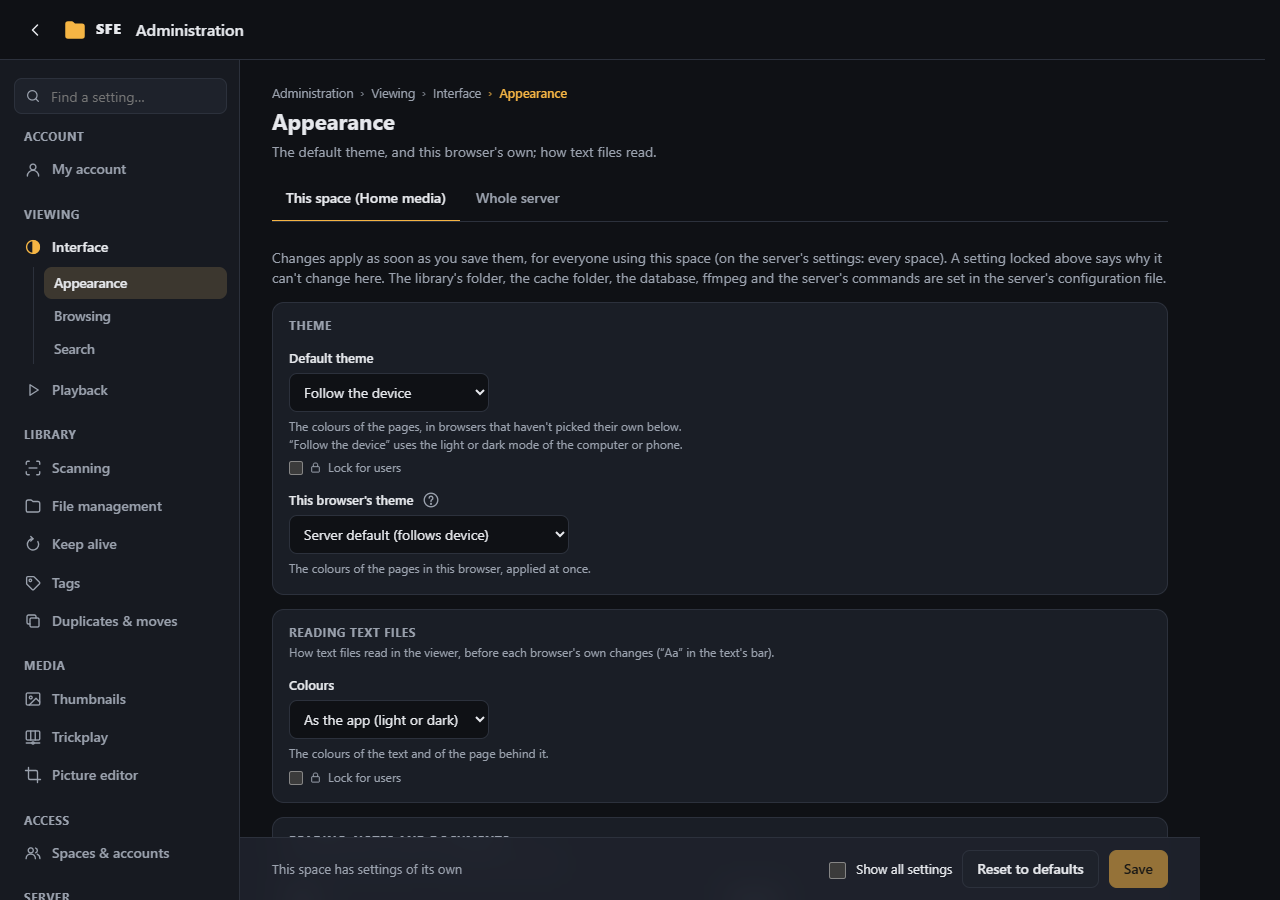 SFE Administration
Find a setting...
ACCOUNT
My account
VIEWING
Interface
Appearance
Browsing
Search
Playback
LIBRARY
Scanning
File management
Keep alive
Tags
Duplicates & moves
MEDIA
Thumbnails
Trickplay
Picture editor
ACCESS
Spaces & accounts
SERVER
Administration › Viewing › Interface › Appearance
Appearance
The default theme, and this browser's own; how text files read.
This space (Home media) Whole server
Changes apply as soon as you save them, for everyone using this space (on the server's settings: every space). A setting locked above says why it
can't change here. The library's folder, the cache folder, the database, ffmpeg and the server's commands are set in the server's configuration file.
THEME
Default theme
Follow the device
The colours of the pages, in browsers that haven't picked their own below.
“Follow the device” uses the light or dark mode of the computer or phone.
Lock for users
This browser's theme ?
Server default (follows device)
The colours of the pages in this browser, applied at once.
READING TEXT FILES
How text files read in the viewer, before each browser's own changes (“Aa” in the text's bar).
Colours
As the app (light or dark)
The colours of the text and of the page behind it.
Lock for users
This space has settings of its own
Show all settings
Reset to defaults
Save